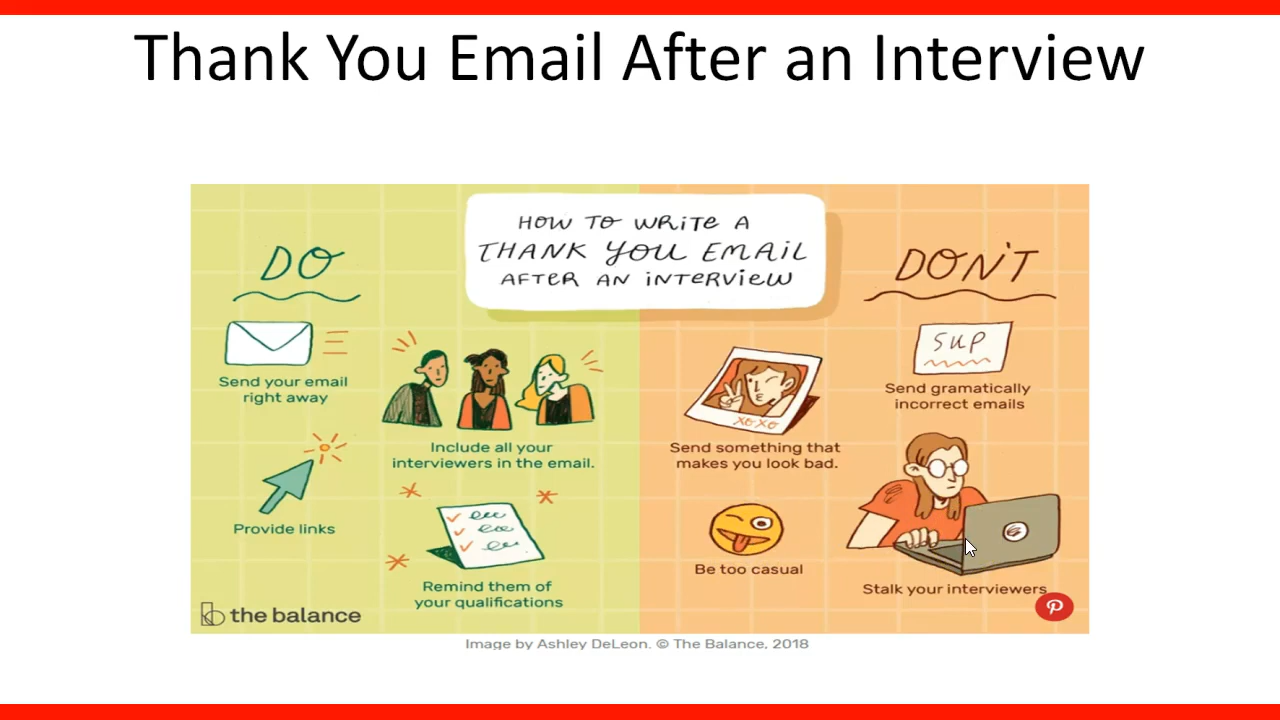 Thank You Email After an Interview
HOW TO WRITE A
THANK YOU EMAIL
AFTER AN INTERVIEW
DO
Send your email
right away
Include all your
interviewers in the email.
Provide links
Remind them of
your qualifications
DON'T
SUP
Send gramatically
incorrect emails
XOXO
Send something that
makes you look bad.
Be too casual
Stalk your interviewers
the balance
Image by Ashley DeLeon. © The Balance, 2018